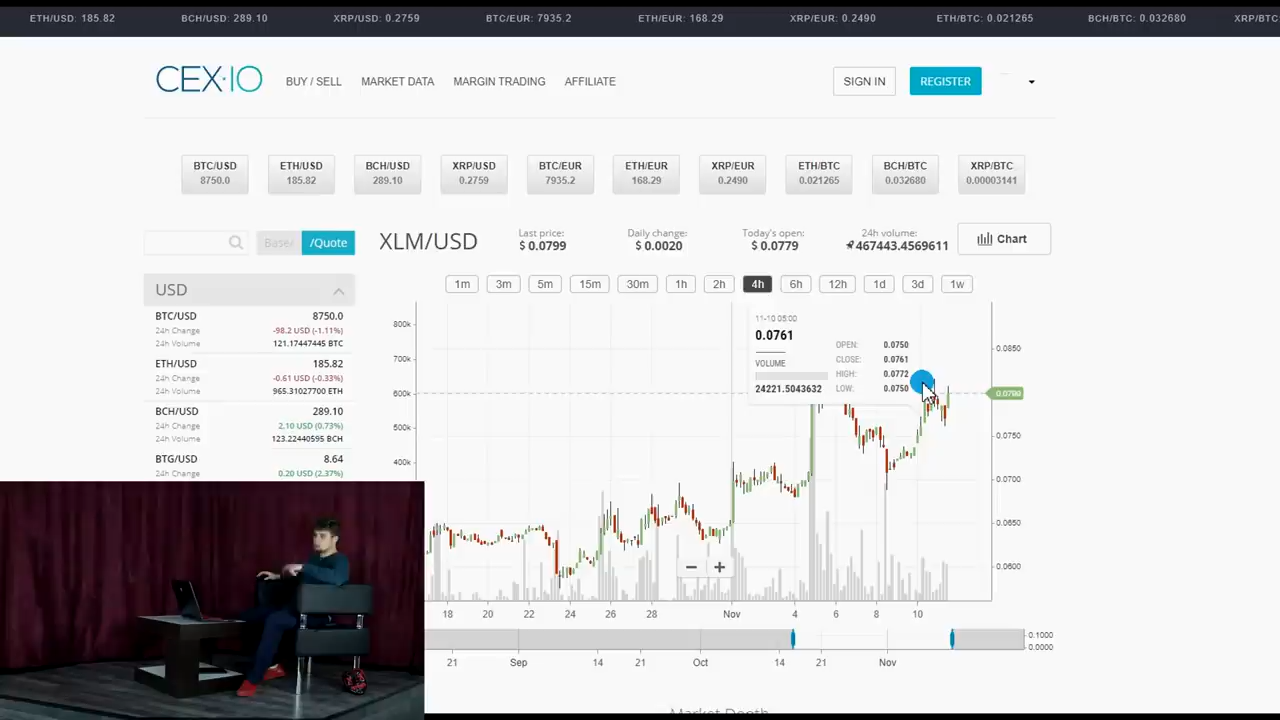 ETH/USD: 185.82 BCH/USD: 289.10 XRP/USD: 0.2759 BTC/EUR: 7935.2 ETH/EUR: 168.29 XRP/EUR: 0.2490 ETH/BTC: 0.021265 BCH/BTC: 0.032680 XRP/BTC
CEX·IO BUY / SELL MARKET DATA MARGIN TRADING AFFILIATE SIGN IN REGISTER
BTC/USD ETH/USD BCH/USD XRP/USD BTC/EUR ETH/EUR XRP/EUR ETH/BTC BCH/BTC XRP/BTC
8750.0 185.82 289.10 0.2759 7935.2 168.29 0.2490 0.021265 0.032680 0.00003141
Base/ /Quote XLM/USD
Last price: Daily change: Today's open: 24h volume:
$ 0.0799 $ 0.0020 $ 0.0779 467443.4569611
Chart
USD
1m 3m 5m 15m 30m 1h 2h 4h 6h 12h 1d 3d 1w
BTC/USD 8750.0
24h Change -98.2 USD (-1.11%)
24h Volume 121.17447445 BTC
ETH/USD 185.82
24h Change -0.61 USD (-0.33%)
24h Volume 965.31027700 ETH
BCH/USD 289.10
24h Change 2.10 USD (0.73%)
24h Volume 123.22440595 BCH
BTG/USD 8.64
24h Change 0.20 USD (2.37%)
800k
700k
600k
500k
400k
11-10 05:00
0.0761
VOLUME
24221.5043632
OPEN: 0.0750
CLOSE: 0.0761
HIGH: 0.0772
LOW: 0.0750
0.0850
0.0799
0.0750
0.0700
0.0650
0.0600
18 20 22 24 26 28 Nov 4 6 8 10
0.1000
0.0000
21 Sep 14 21 Oct 14 21 Nov
Market Depth